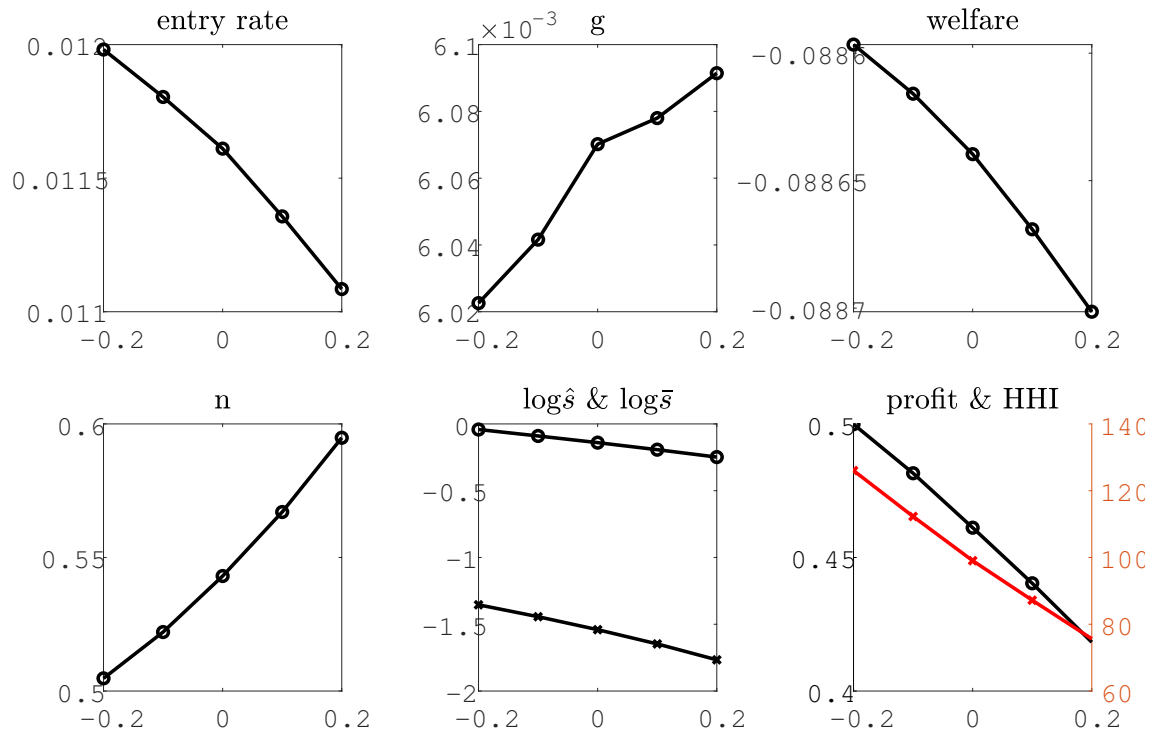 entry rate
0.012
0.0115
0.011
-0.2 0 0.2
g
×10⁻³
6.1
6.08
6.06
6.04
6.02
-0.2 0 0.2
welfare
-0.0886
-0.08865
-0.0887
-0.2 0 0.2
n
0.6
0.55
0.5
-0.2 0 0.2
logŝ & logs̄
0
-0.5
-1
-1.5
-2
-0.2 0 0.2
profit & HHI
0.5
0.45
0.4
140
120
100
80
60
-0.2 0 0.2